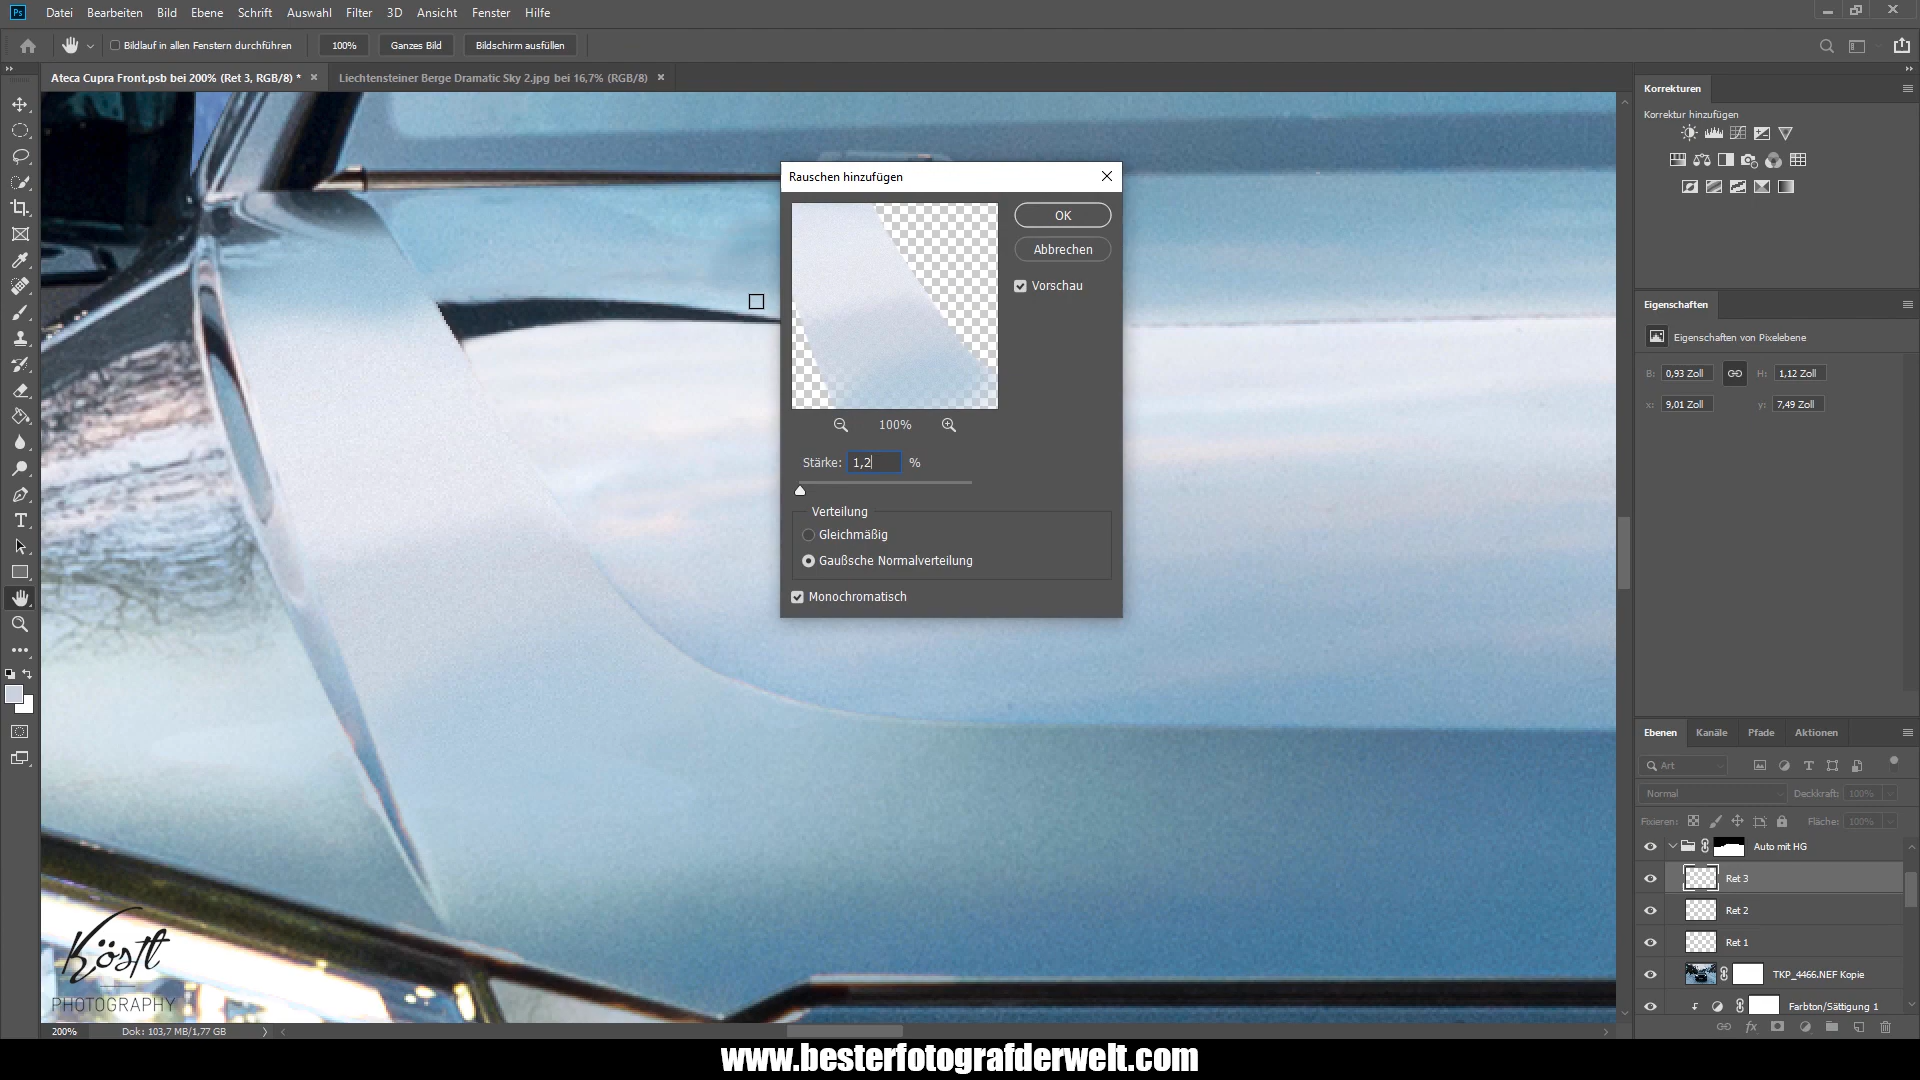 Ps Datei Bearbeiten Bild Ebene Schrift Auswahl Filter 3D Ansicht Fenster Hilfe
Bildlauf in allen Fenstern durchführen 100% Ganzes Bild Bildschirm ausfüllen
Ateca Cupra Front.psb bei 200% (Ret 3, RGB/8) * × Liechtensteiner Berge Dramatic Sky 2.jpg bei 16,7% (RGB/8) ×
Korrekturen
Korrektur hinzufügen
Rauschen hinzufügen
OK
Abbrechen
Vorschau
100%
Stärke: 1,2 %
Verteilung
Gleichmäßig
Gaußsche Normalverteilung
Monochromatisch
Eigenschaften
Eigenschaften von Pixelebene
B: 0,93 Zoll H: 1,12 Zoll
x: 9,01 Zoll y: 7,49 Zoll
Ebenen Kanäle Pfade Aktionen
Art
Normal Deckkraft: 100%
Fixieren: Fläche: 100%
Auto mit HG
Ret 3
Ret 2
Ret 1
TKP_4466.NEF Kopie
Farbton/Sättigung 1
fx
Köstl
PHOTOGRAPHY
200% Dok: 103,7 MB/1,77 GB
www.besterfotografderwelt.com